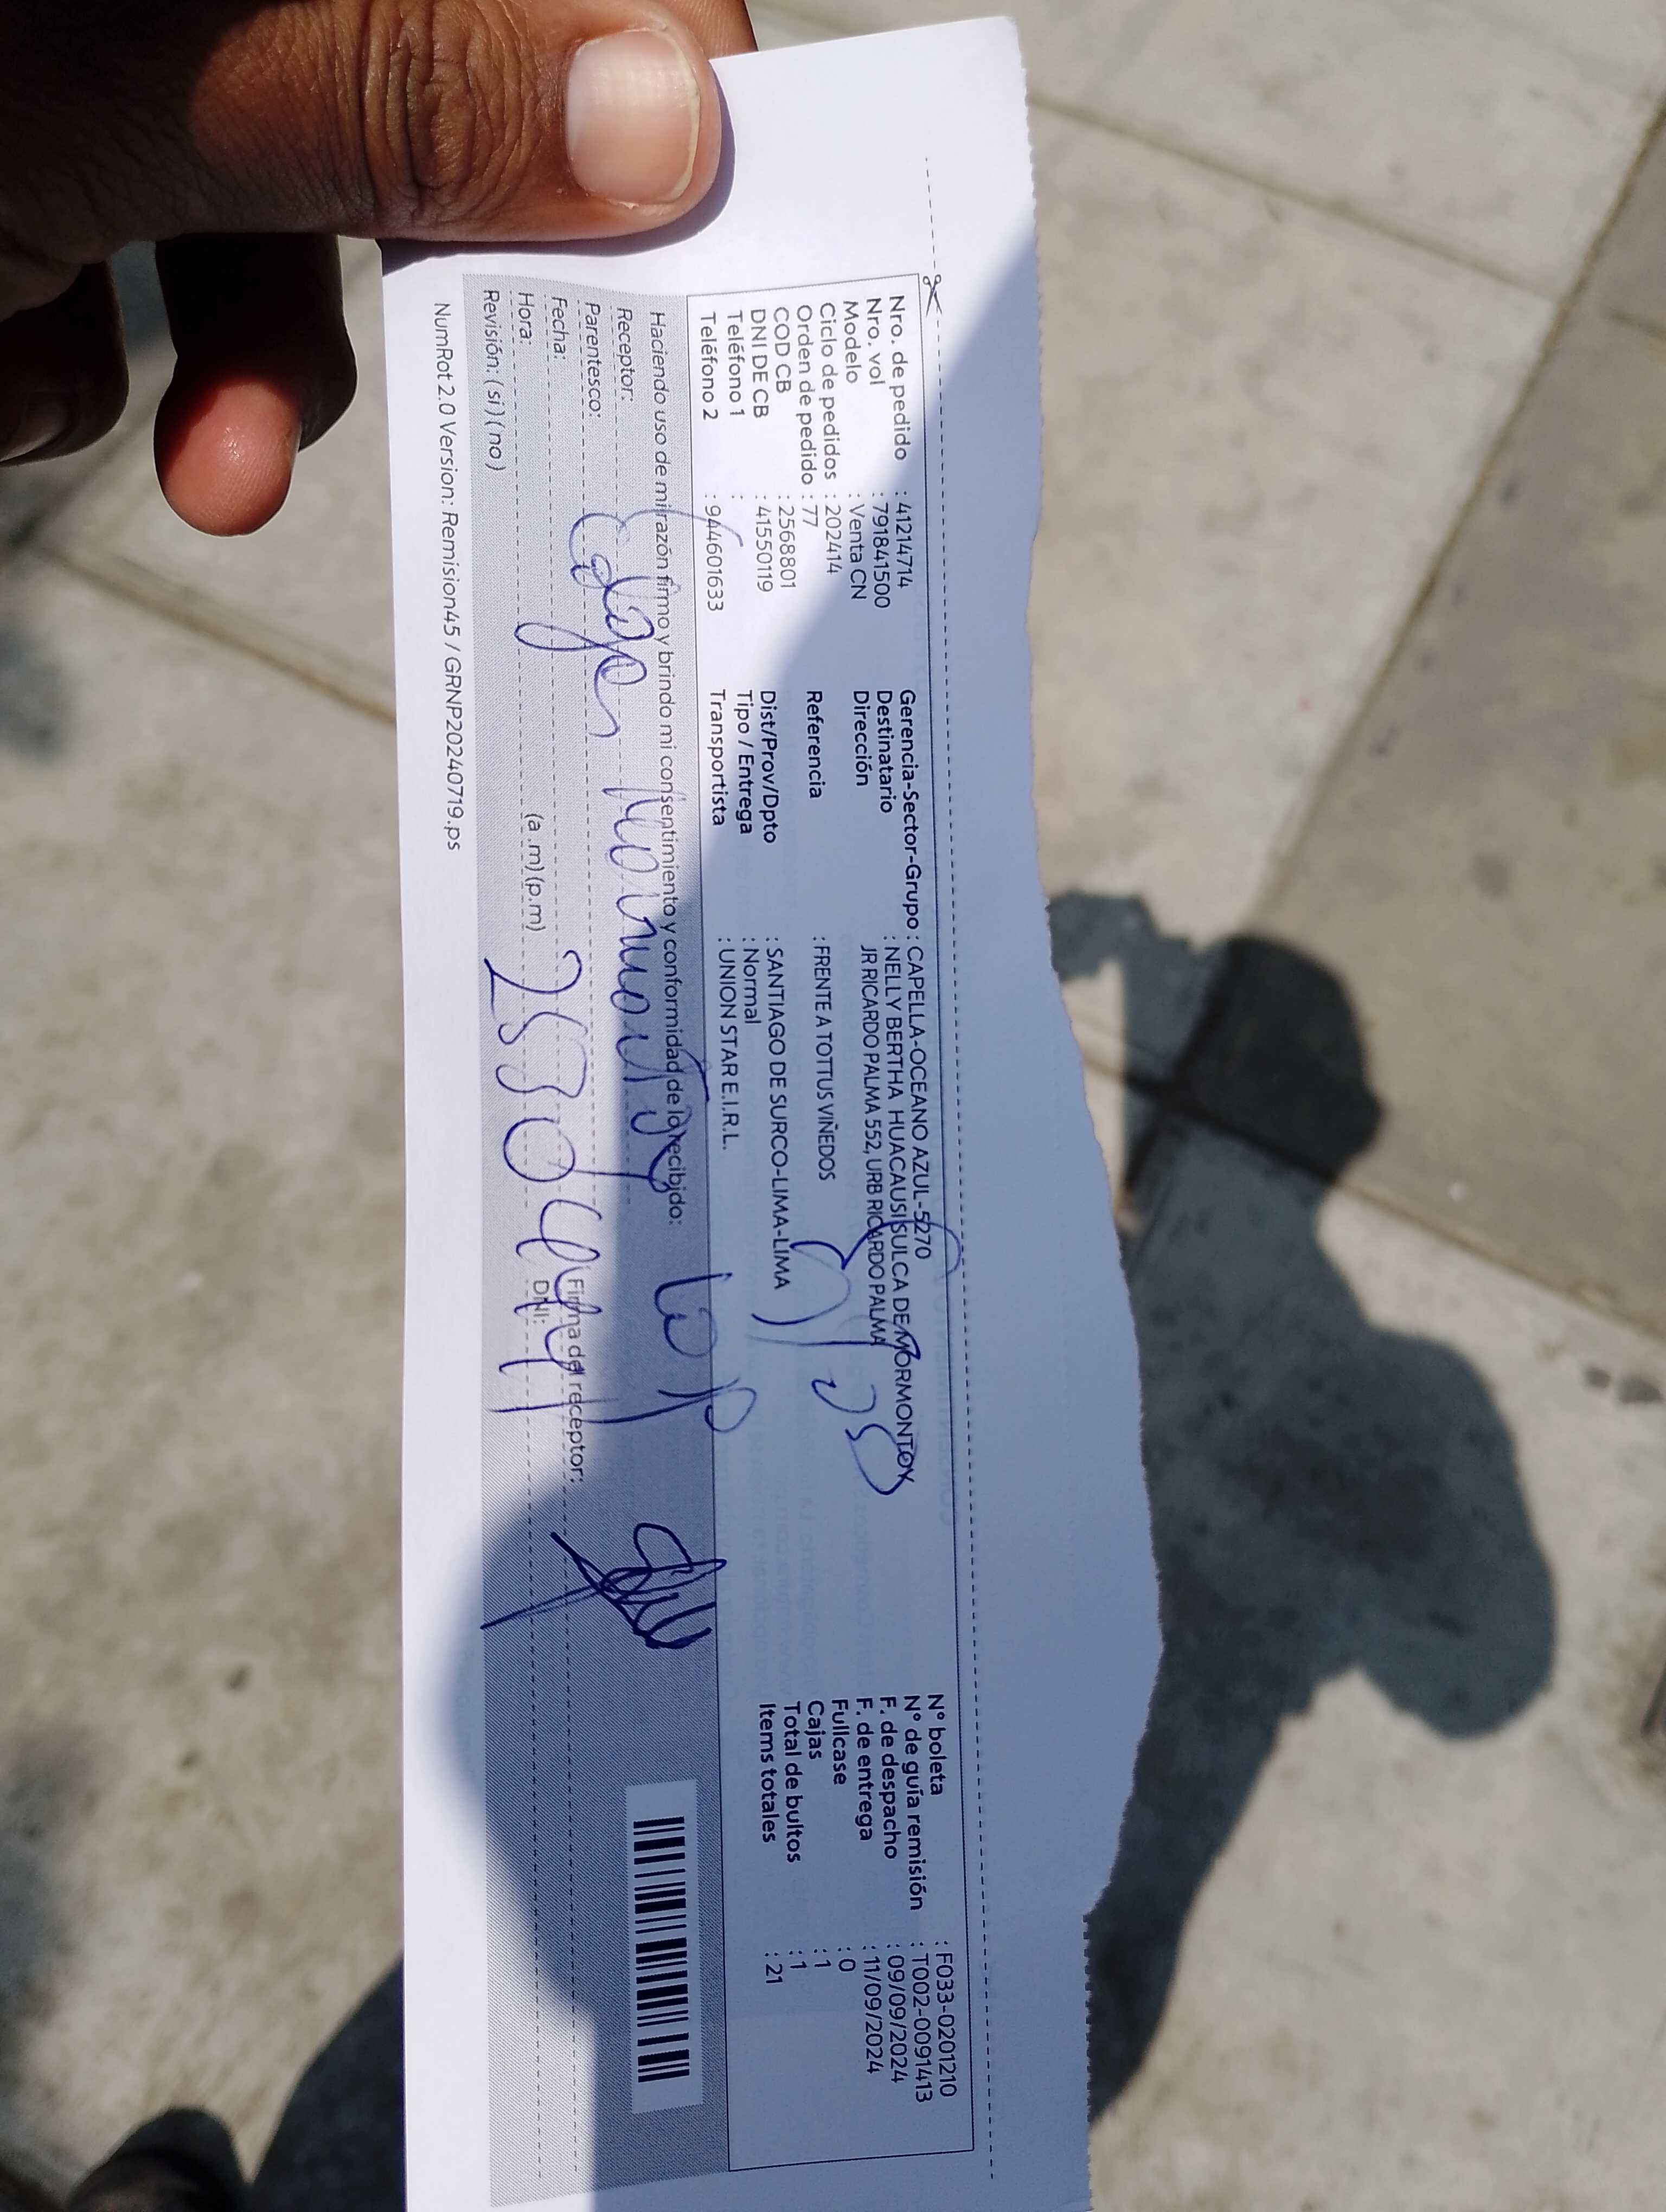 Nro. de pedido : 41214714
Nro. vol : 791841500
Modelo : Venta CN
Ciclo de pedidos : 202414
Orden de pedido : 77
COD CB : 2568801
DNI DE CB : 41550119
Teléfono 1 :
Teléfono 2 : 944601633
Gerencia-Sector-Grupo : CAPELLA-OCEANO AZUL-5270
Destinatario : NELLY BERTHA HUACAUSI SULCA DE MORMONTOY
Dirección JR RICARDO PALMA 552, URB RICARDO PALMA
Referencia : FRENTE A TOTTUS VIÑEDOS
Dist/Prov/Dpto : SANTIAGO DE SURCO-LIMA-LIMA
Tipo / Entrega : Normal
Transportista : UNION STAR E.I.R.L.
N° boleta : F033-0201210
N° de guía remisión : T002-0091413
F. de despacho : 09/09/2024
F. de entrega : 11/09/2024
Fullcase : 0
Cajas : 1
Total de bultos : 1
Items totales : 21
Haciendo uso de mi razón firmo y brindo mi consentimiento y conformidad de lo recibido:
Receptor:
Parentesco:
Fecha:
Hora: (a.m) (p.m)
Revisión: (si) (no)
Firma del receptor:
DNI:
NumRot 2.0 Version: Remision45 / GRNP20240719.ps